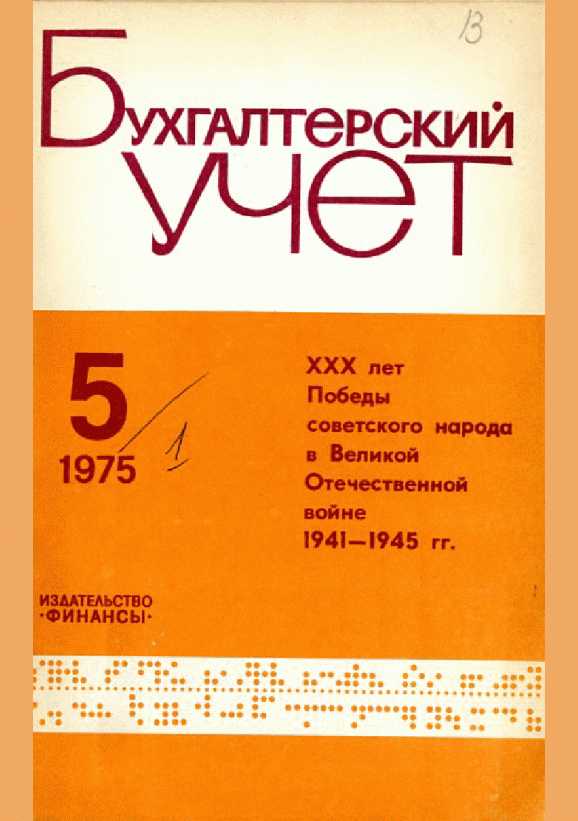 13
Бухгалтерский
учет
5
/1
1975
XXX лет
Победы
советского народа
в Великой
Отечественной
войне
1941—1945 гг.
ИЗДАТЕЛЬСТВО
·ФИНАНСЫ·